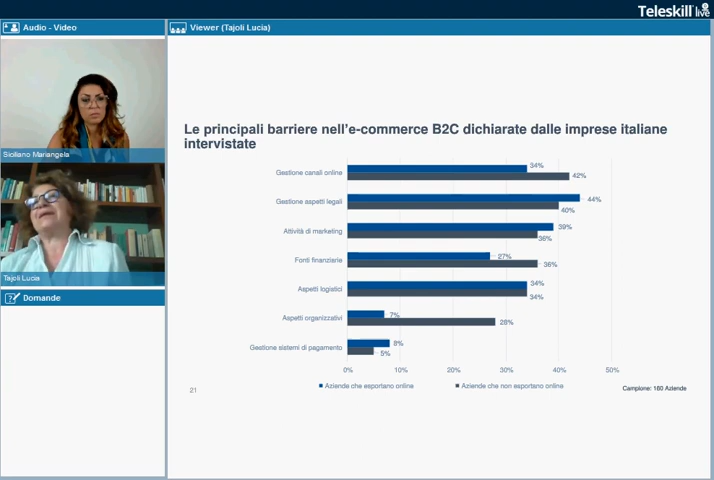 Teleskill live
Audio - Video
Viewer (Tajoli Lucia)
Siciliano Mariangela
Tajoli Lucia
Domande
Le principali barriere nell'e-commerce B2C dichiarate dalle imprese italiane
intervistate
Gestione canali online
34%
42%
Gestione aspetti legali
44%
40%
Attività di marketing
39%
36%
Fonti finanziarie
27%
36%
Aspetti logistici
34%
34%
Aspetti organizzativi
7%
28%
Gestione sistemi di pagamento
8%
5%
0% 10% 20% 30% 40% 50%
Aziende che esportano online Aziende che non esportano online
Campione: 160 Aziende
21